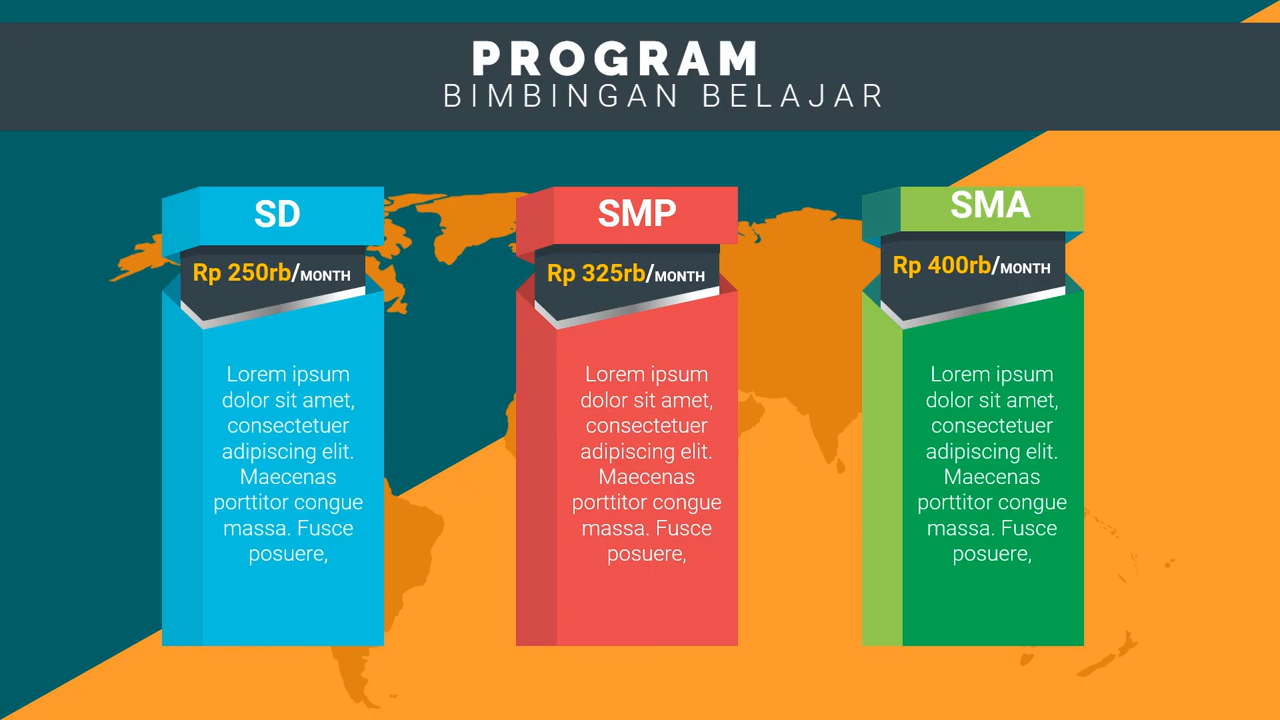 PROGRAM
BIMBINGAN BELAJAR
SD
Rp 250rb/MONTH
Lorem ipsum
dolor sit amet,
consectetuer
adipiscing elit.
Maecenas
porttitor congue
massa. Fusce
posuere,
SMP
Rp 325rb/MONTH
Lorem ipsum
dolor sit amet,
consectetuer
adipiscing elit.
Maecenas
porttitor congue
massa. Fusce
posuere,
SMA
Rp 400rb/MONTH
Lorem ipsum
dolor sit amet,
consectetuer
adipiscing elit.
Maecenas
porttitor congue
massa. Fusce
posuere,